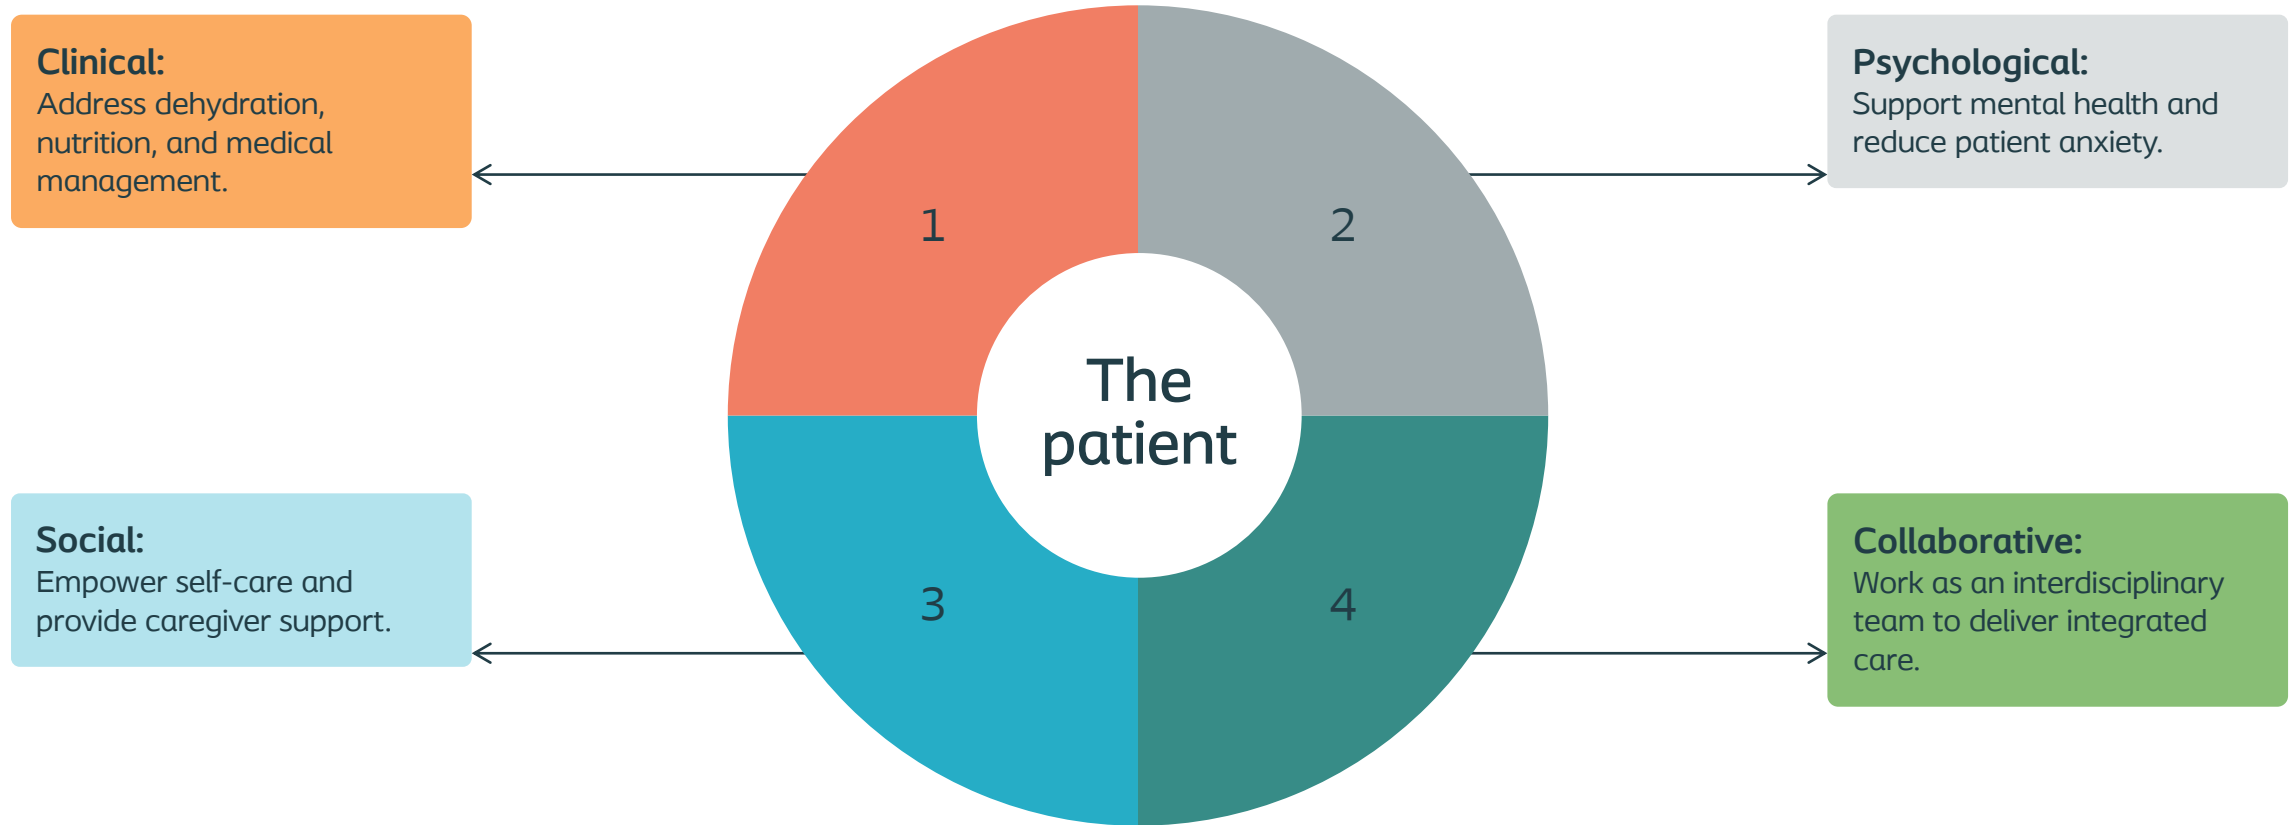 Clinical:
Address dehydration,
nutrition, and medical
management.
Psychological:
Support mental health and
reduce patient anxiety.
1
2
The
patient
Social:
Empower self-care and
provide caregiver support.
3
4
Collaborative:
Work as an interdisciplinary
team to deliver integrated
care.